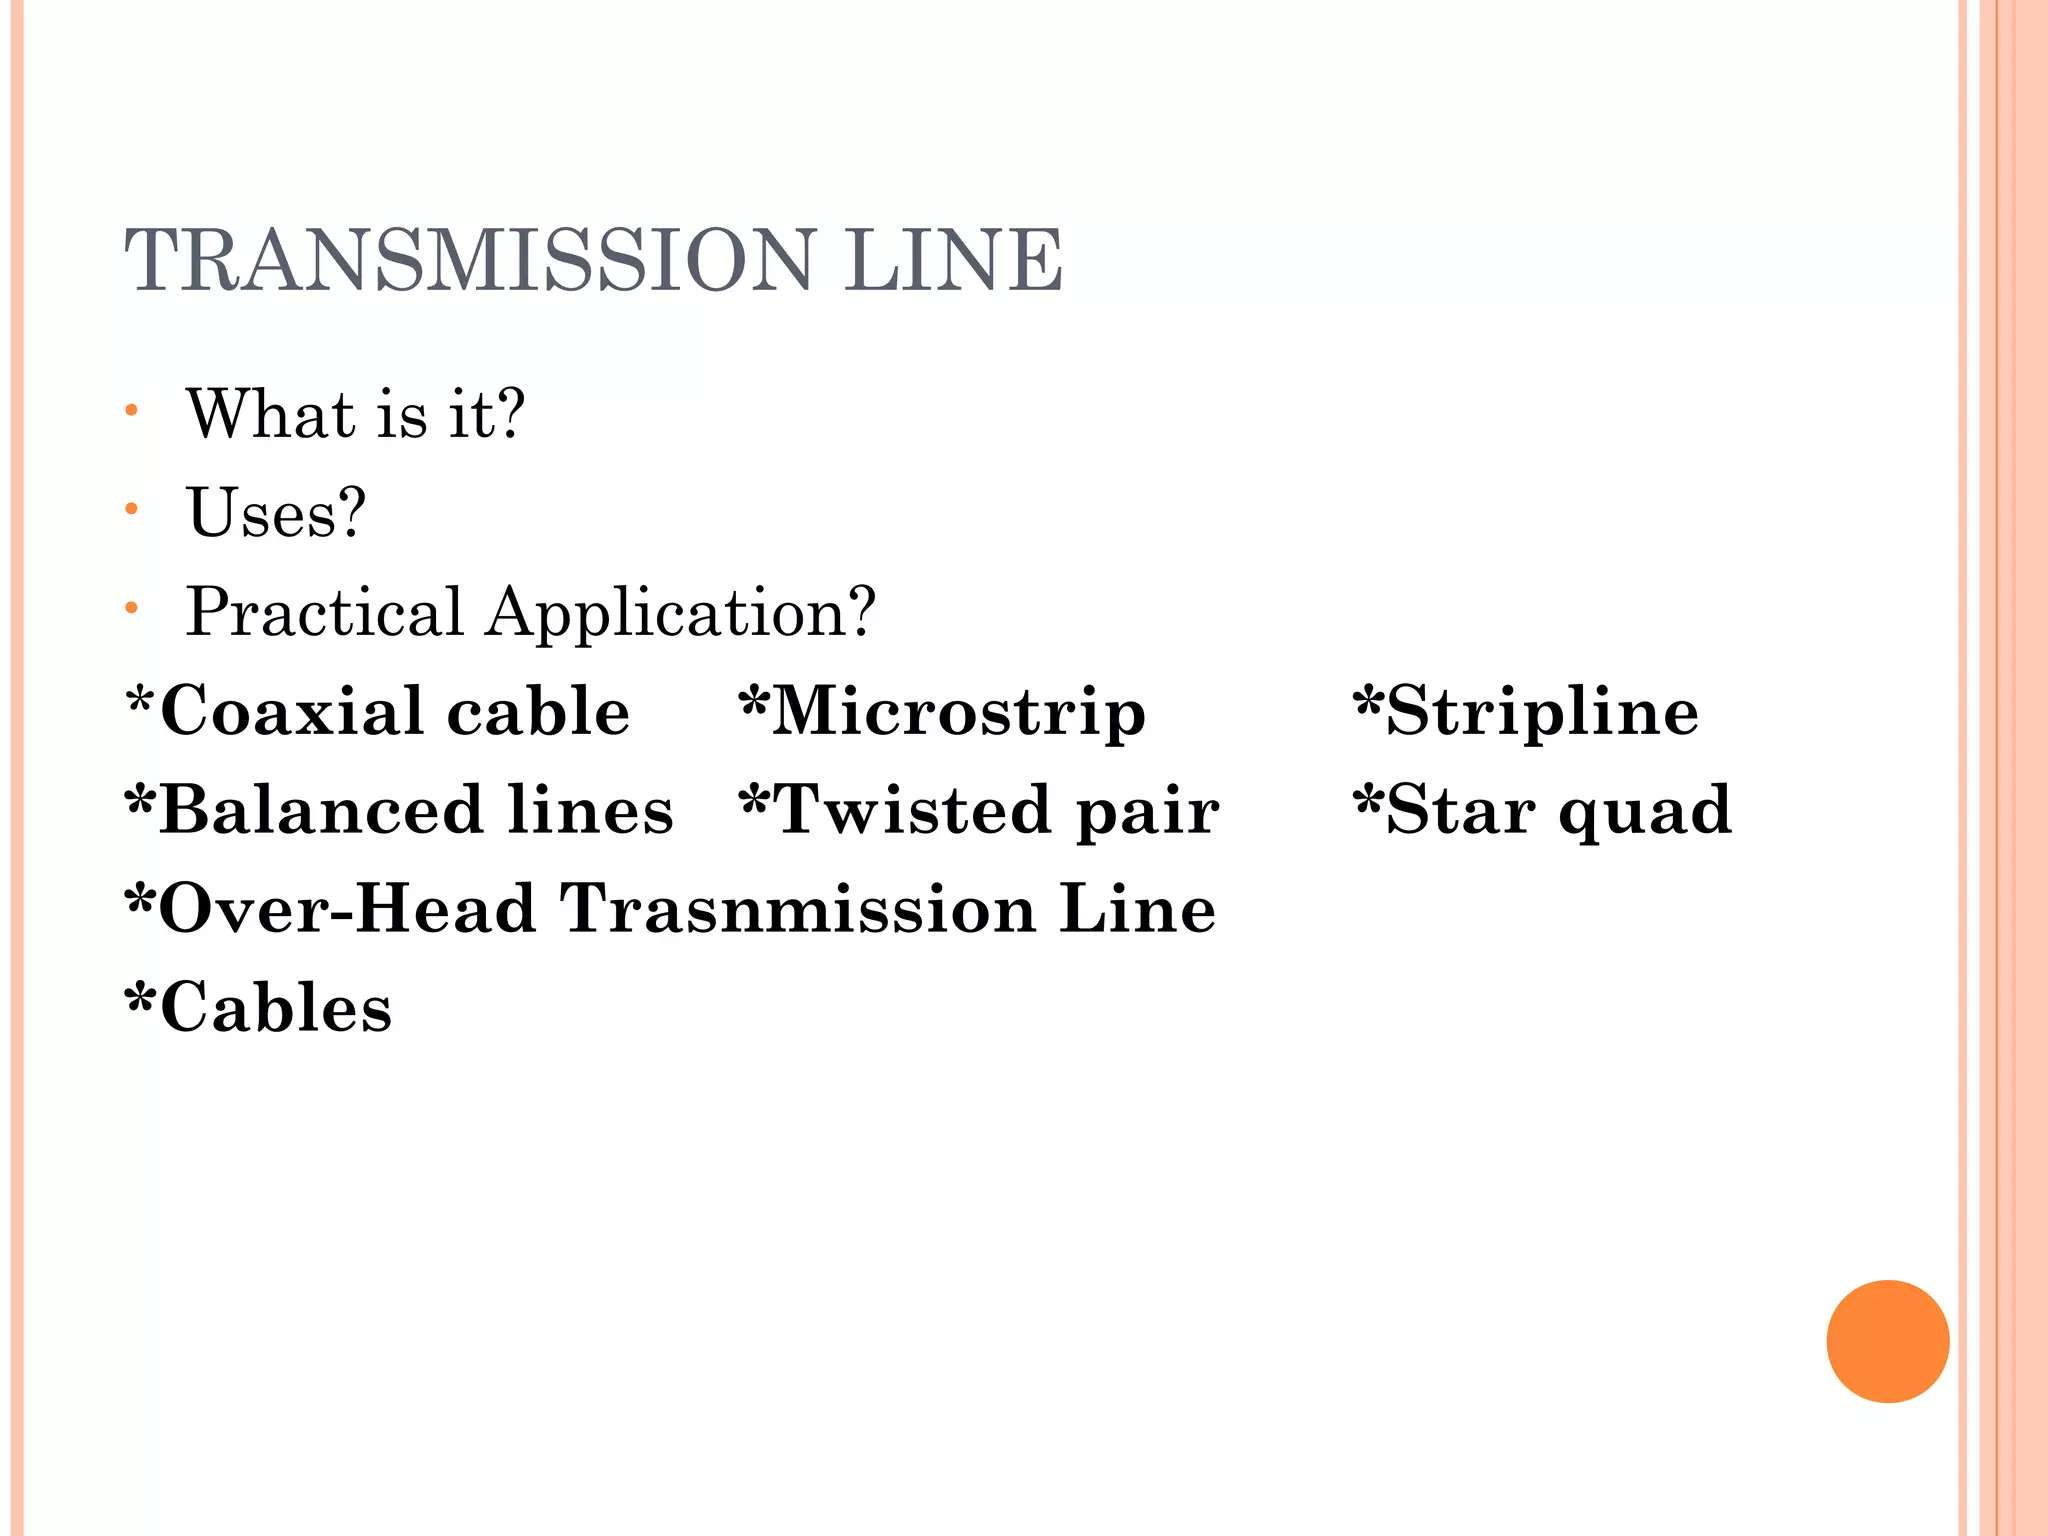 TRANSMISSION LINE
• What is it?
• Uses?
• Practical Application?
*Coaxial cable *Microstrip *Stripline
*Balanced lines *Twisted pair *Star quad
*Over-Head Trasnmission Line
*Cables